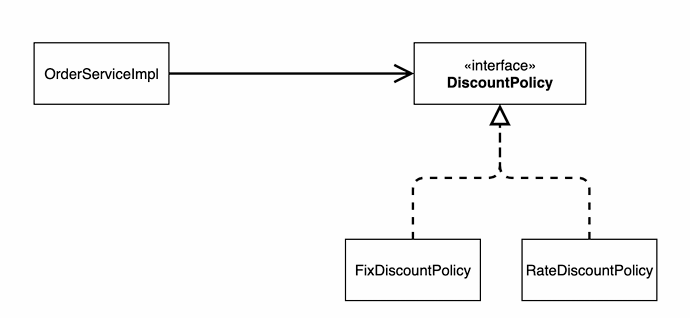 OrderServiceImpl
«interface»
DiscountPolicy
FixDiscountPolicy
RateDiscountPolicy